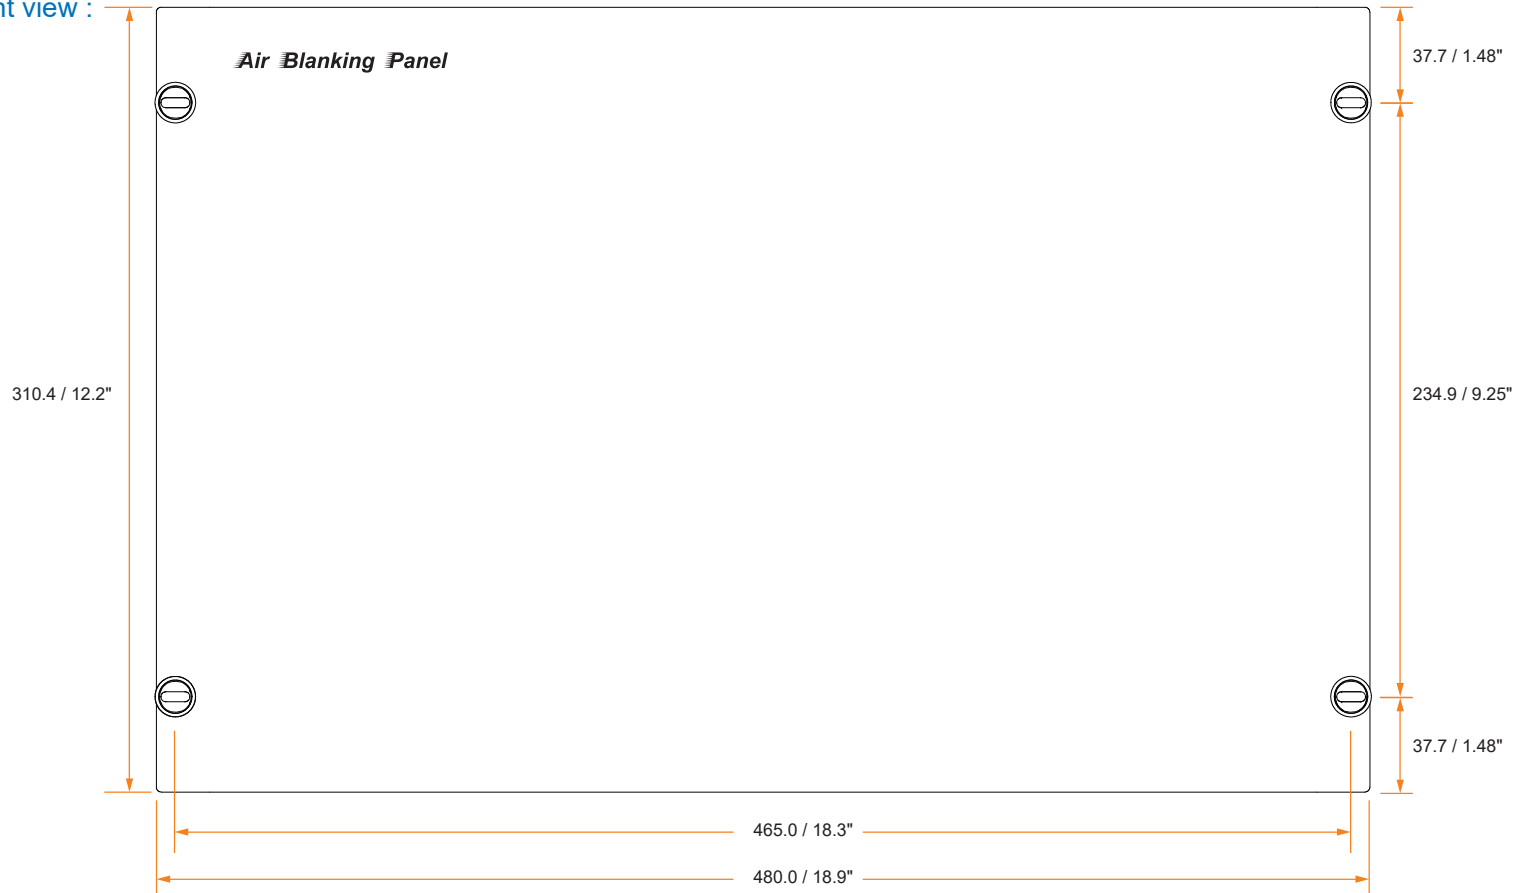 nt view :
Air Blanking Panel
37.7 / 1.48"
310.4 / 12.2"
234.9 / 9.25"
37.7 / 1.48"
465.0 / 18.3"
480.0 / 18.9"